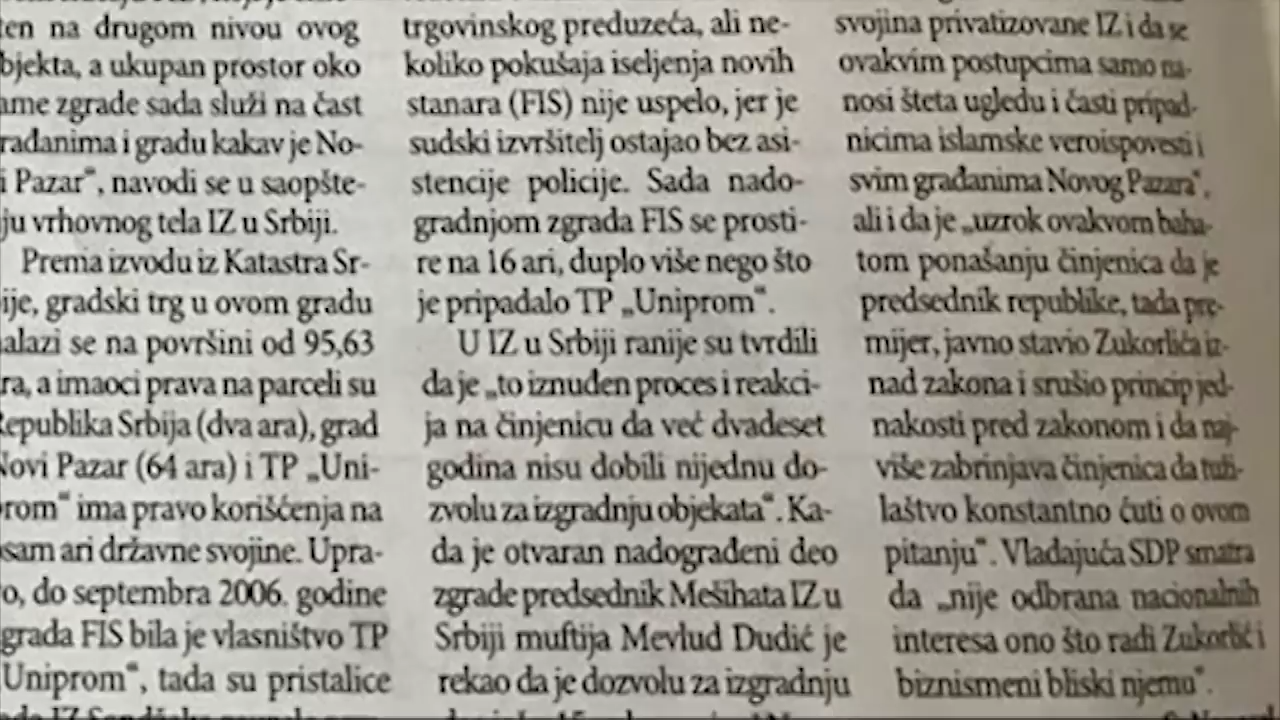 ten na drugom nivou ovog
bjekta, a ukupan prostor oko
ame zgrade sada služi na čast
rađanima i gradu kakav je No-
i Pazar“, navodi se u saopšte-
ju vrhovnog tela IZ u Srbiji.
Prema izvodu iz Katastra Sr-
ije, gradski trg u ovom gradu
alazi se na površini od 95,63
ra, a imaoci prava na parceli su
Republika Srbija (dva ara), grad
Novi Pazar (64 ara) i TP „Uni-
rom“ ima pravo korišćenja na
sam ari državne svojine. Upra-
o, do septembra 2006. godine
grada FIS bila je vlasništvo TP
Uniprom“, tada su pristalice
trgovinskog preduzeća, ali ne-
koliko pokušaja iseljenja novih
stanara (FIS) nije uspelo, jer je
sudski izvršitelj ostajao bez asi-
stencije policije. Sada nado-
gradnjom zgrada FIS se prosti-
re na 16 ari, duplo više nego što
je pripadalo TP „Uniprom“.
U IZ u Srbiji ranije su tvrdili
da je „to iznuđen proces i reakci-
ja na činjenicu da već dvadeset
godina nisu dobili nijednu do-
zvolu za izgradnju objekata“. Ka-
da je otvaran nadograđeni deo
zgrade predsednik Mešihata IZ u
Srbiji muftija Mevlud Dudić je
rekao da je dozvolu za izgradnju
svojina privatizovane IZ i da se
ovakvim postupcima samo na-
nosi šteta ugledu i časti pripad-
nicima islamske veroispovesti i
svim građanima Novog Pazara“,
ali i da je „uzrok ovakvom baha-
tom ponašanju činjenica da je
predsednik republike, tada pre-
mijer, javno stavio Zukorlića iz-
nad zakona i srušio princip jed-
nakosti pred zakonom i da naj-
više zabrinjava činjenica da tuži-
laštvo konstantno ćuti o ovom
pitanju“. Vladajuća SDP smatra
da „nije odbrana nacionalnih
interesa ono što radi Zukorlić i
biznismeni bliski njemu“.